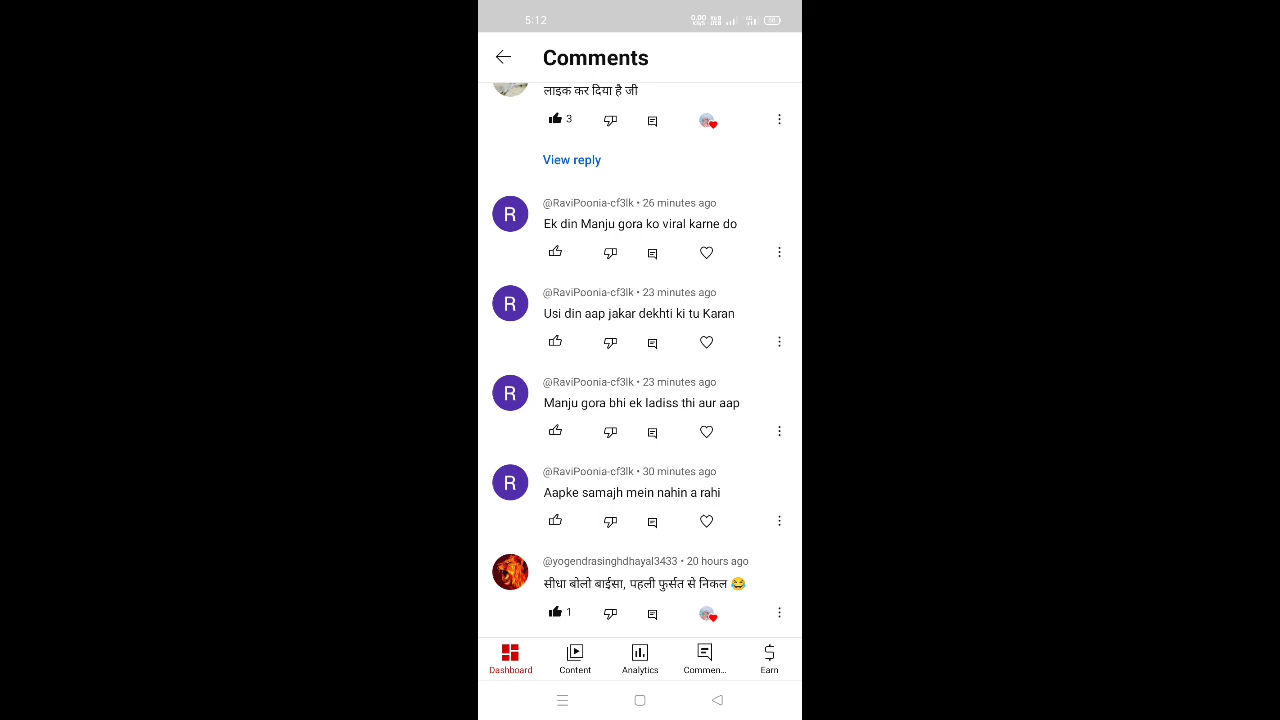 5:12
0.00 KB/S
Comments
लाइक कर दिया है जी
3
View reply
@RaviPoonia-cf3lk • 26 minutes ago
R
Ek din Manju gora ko viral karne do
@RaviPoonia-cf3lk • 23 minutes ago
R
Usi din aap jakar dekhti ki tu Karan
@RaviPoonia-cf3lk • 23 minutes ago
R
Manju gora bhi ek ladiss thi aur aap
@RaviPoonia-cf3lk • 30 minutes ago
R
Aapke samajh mein nahin a rahi
@yogendrasinghdhayal3433 • 20 hours ago
सीधा बोलो बाईसा, पहली फुर्सत से निकल 😂
1
Dashboard Content Analytics Commen... Earn